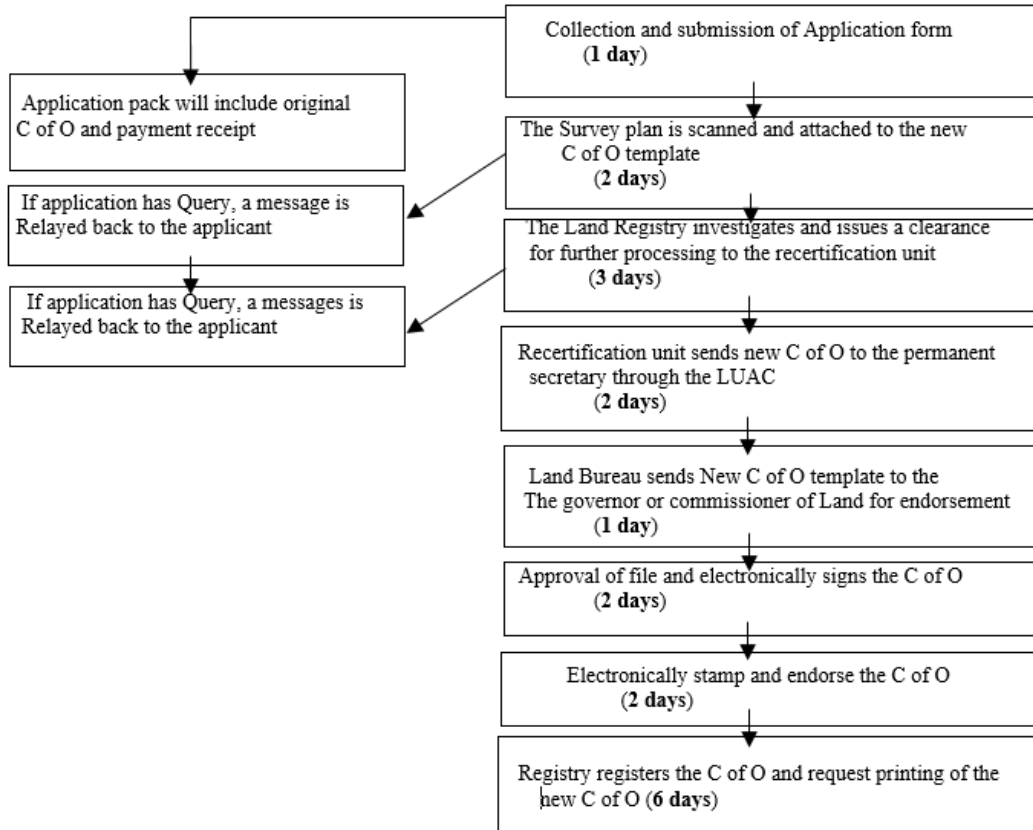 Collection and submission of Application form
(1 day)
Application pack will include original
C of O and payment receipt
The Survey plan is scanned and attached to the new
C of O template
(2 days)
If application has Query, a message is
Relayed back to the applicant
The Land Registry investigates and issues a clearance
for further processing to the recertification unit
(3 days)
If application has Query, a messages is
Relayed back to the applicant
Recertification unit sends new C of O to the permanent
secretary through the LUAC
(2 days)
Land Bureau sends New C of O template to the
The governor or commissioner of Land for endorsement
(1 day)
Approval of file and electronically signs the C of O
(2 days)
Electronically stamp and endorse the C of O
(2 days)
Registry registers the C of O and request printing of the
new C of O (6 days)